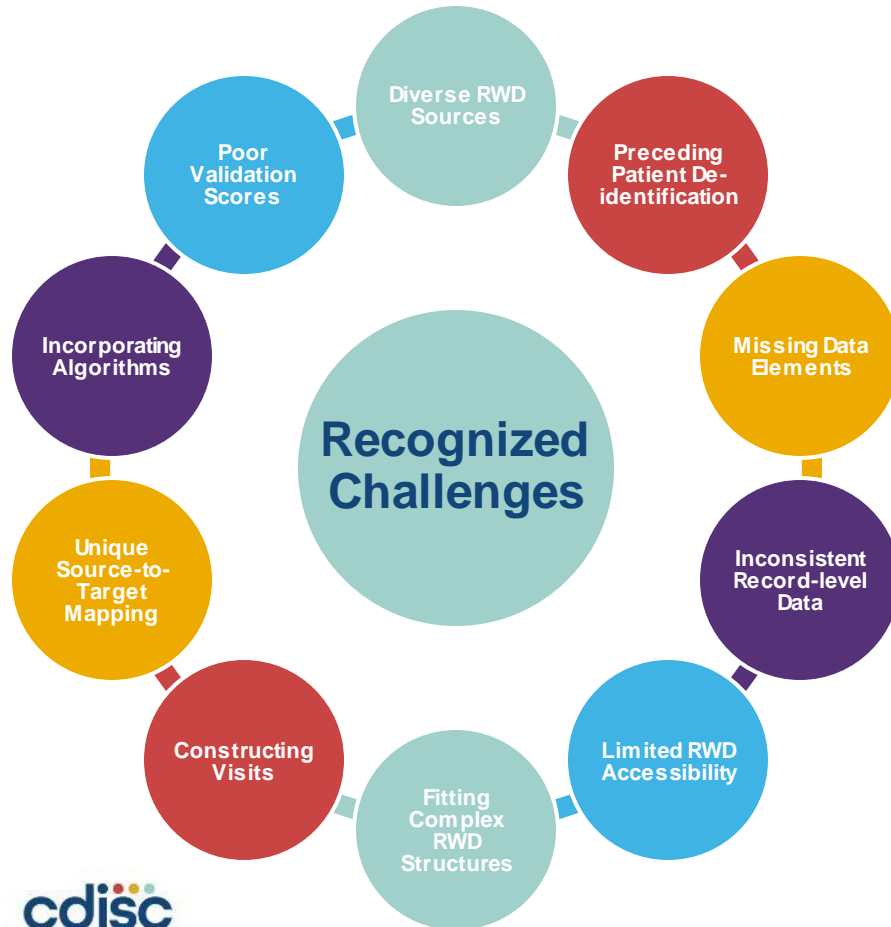 Diverse RWD
Sources
Preceding
Patient De-
identification
Missing Data
Elements
Inconsistent
Record-level
Data
Limited RWD
Accessibility
Fitting
Complex
RWD
Structures
Constructing
Visits
Unique
Source-to-
Target
Mapping
Incorporating
Algorithms
Poor
Validation
Scores
Recognized
Challenges
cdisc